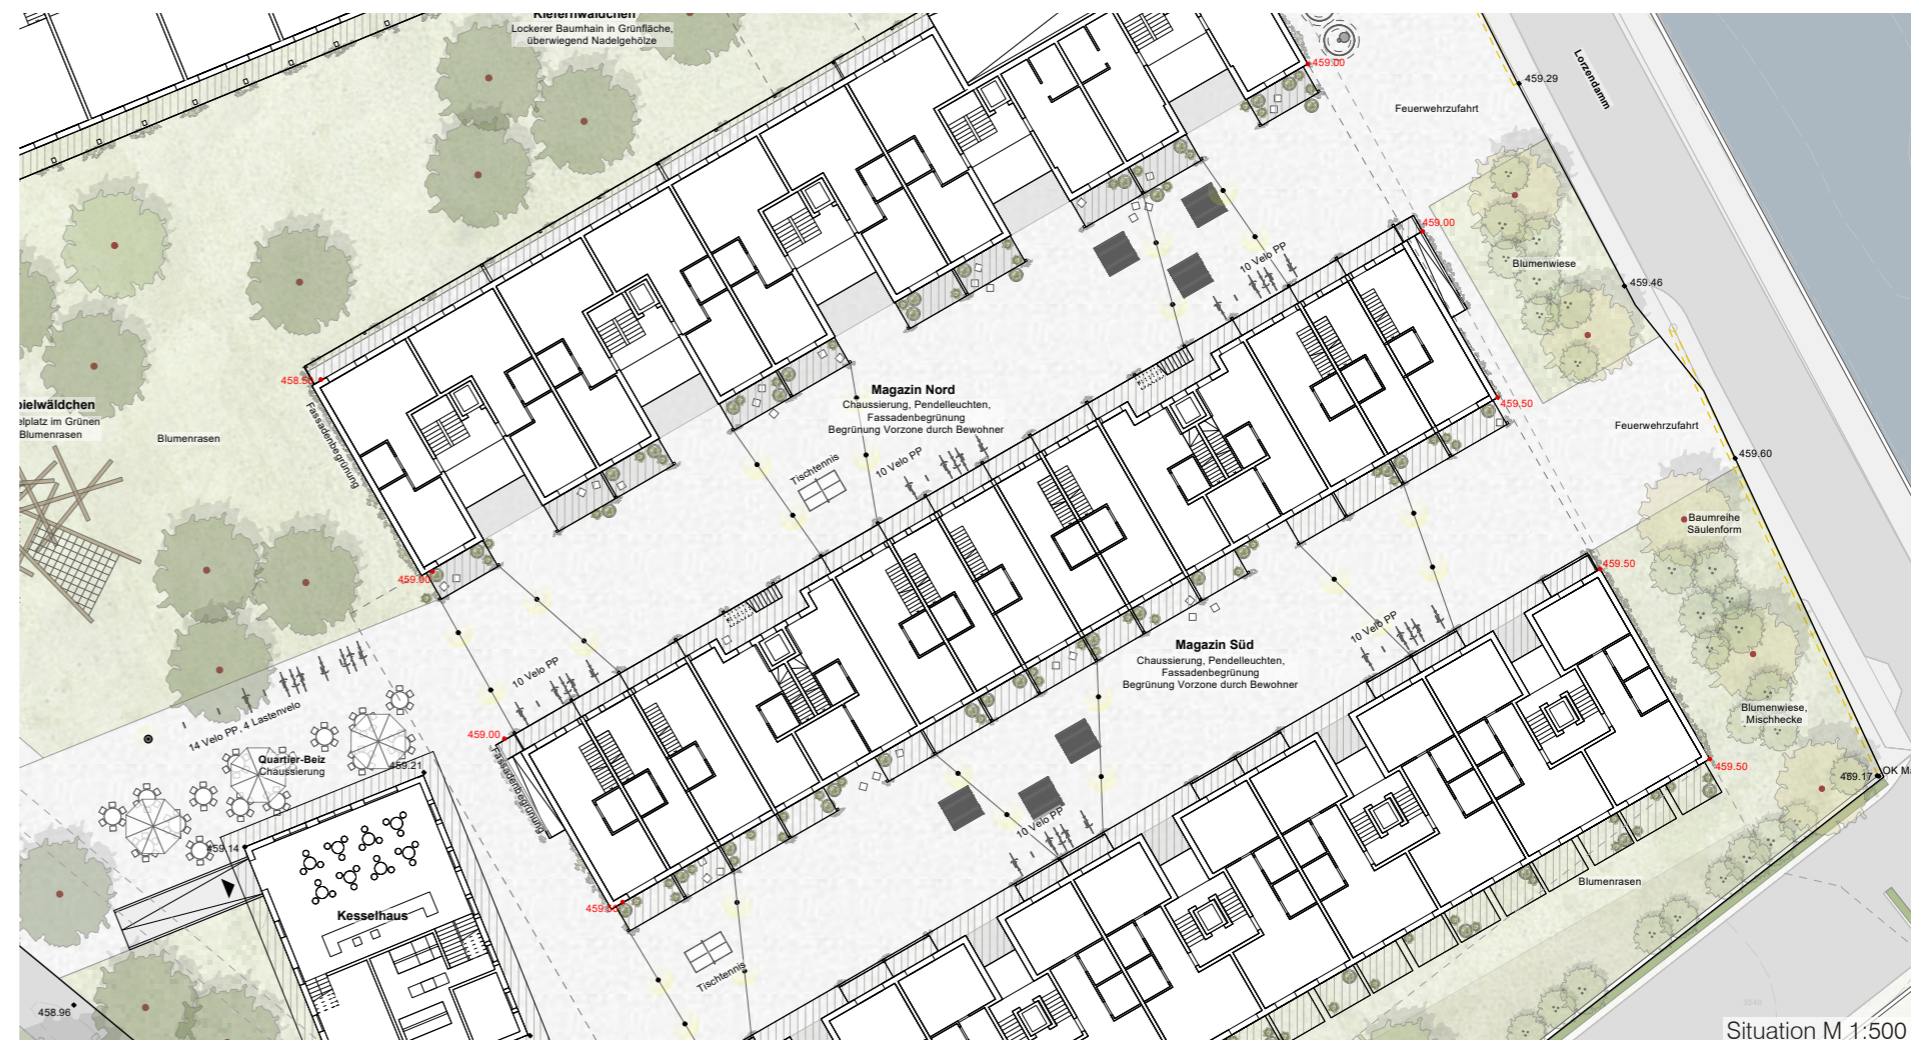 Kiefernwäldchen
Lockerer Baumhain in Grünfläche,
überwiegend Nadelgehölze
459.00
459.29
Lorzendamm
Feuerwehrzufahrt
459.00
Blumenwiese
459.46
10 Velo PP
458.50
Fassadenbegrünung
Magazin Nord
Chaussierung, Pendelleuchten,
Fassadenbegrünung
Begrünung Vorzone durch Bewohner
459.50
pielwäldchen
elplatz im Grünen
Blumenrasen
Blumenrasen
Feuerwehrzufahrt
459.60
Tischtennis
10 Velo PP
Baumreihe
Säulenform
459.50
10 Velo PP
Magazin Süd
Chaussierung, Pendelleuchten,
Fassadenbegrünung
Begrünung Vorzone durch Bewohner
10 Velo PP
14 Velo PP, 4 Lastenvelo
Blumenwiese,
Mischhecke
459.00
Fassadenbegrünung
Quartier-Beiz
Chaussierung
459.21
459.50
459.17
OK Ma
10 Velo PP
459.14
Blumenrasen
Kesselhaus
Tischtennis
458.96
Situation M 1:500